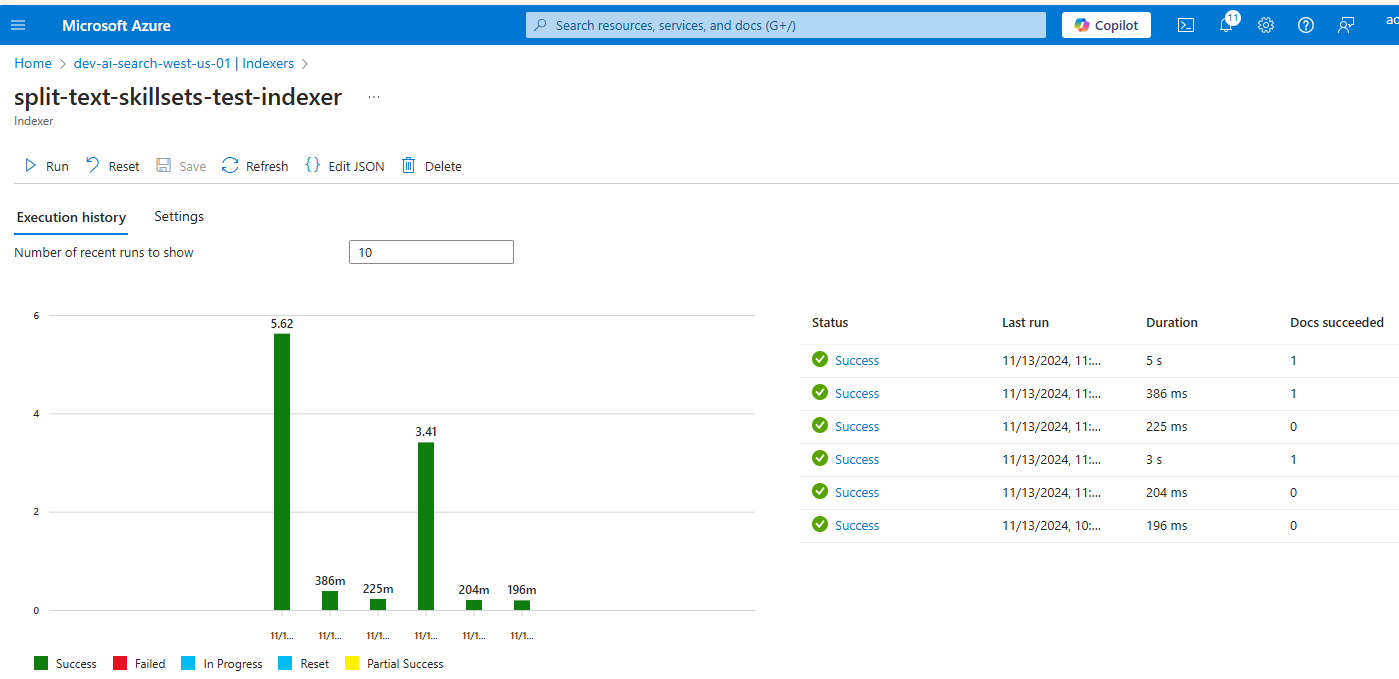 Microsoft Azure
Search resources, services, and docs (G+/)
Copilot
11
ad
Home > dev-ai-search-west-us-01 | Indexers >
split-text-skillsets-test-indexer ...
Indexer
Run Reset Save Refresh {} Edit JSON Delete
Execution history Settings
Number of recent runs to show 10
6
4
2
0
5.62
386m
225m
3.41
204m
196m
11/1... 11/1... 11/1... 11/1... 11/1... 11/1...
Success Failed In Progress Reset Partial Success
Status Last run Duration Docs succeeded
Success 11/13/2024, 11:... 5 s 1
Success 11/13/2024, 11:... 386 ms 1
Success 11/13/2024, 11:... 225 ms 0
Success 11/13/2024, 11:... 3 s 1
Success 11/13/2024, 11:... 204 ms 0
Success 11/13/2024, 10:... 196 ms 0